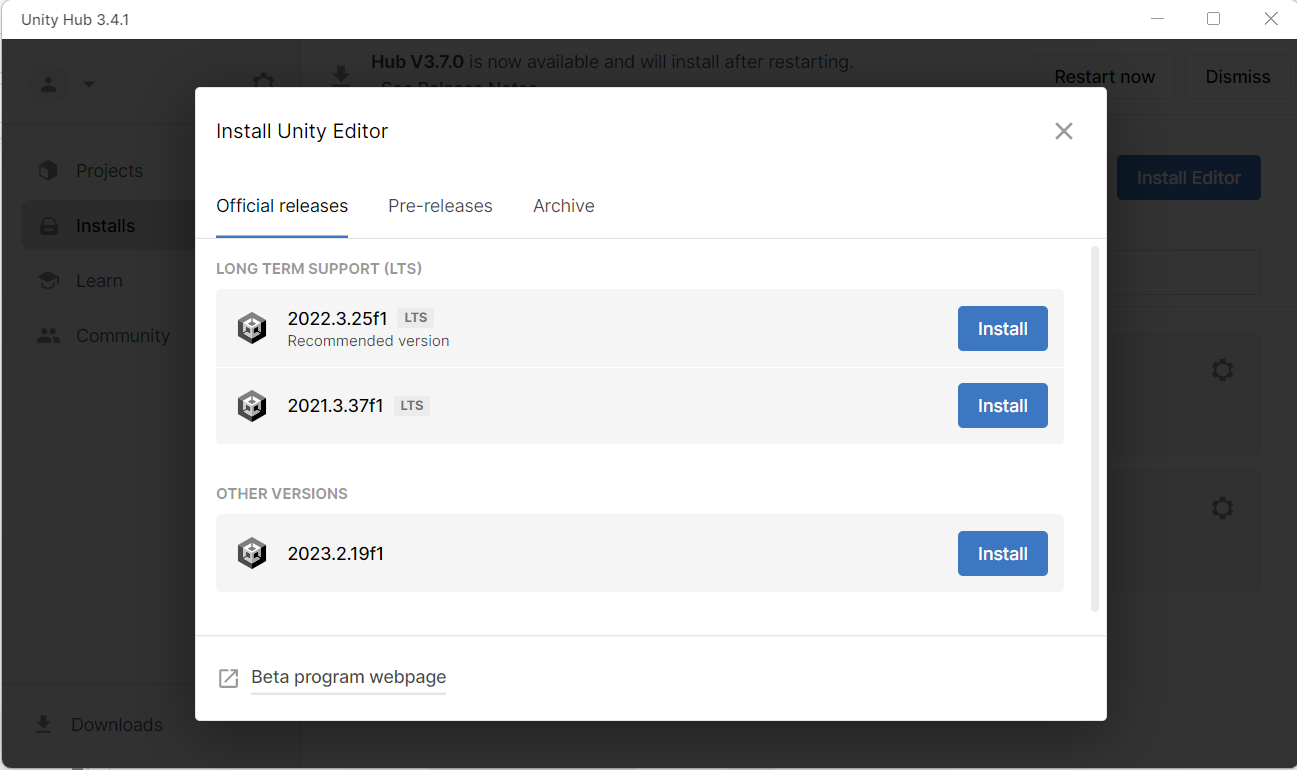 Unity Hub 3.4.1
Hub V3.7.0 is now available and will install after restarting.
See Release Notes
Restart now
Dismiss
Projects
Installs
Learn
Community
Install Editor
Install Unity Editor
Official releases
Pre-releases
Archive
LONG TERM SUPPORT (LTS)
2022.3.25f1 LTS
Recommended version
Install
2021.3.37f1 LTS
Install
OTHER VERSIONS
2023.2.19f1
Install
Beta program webpage
Downloads